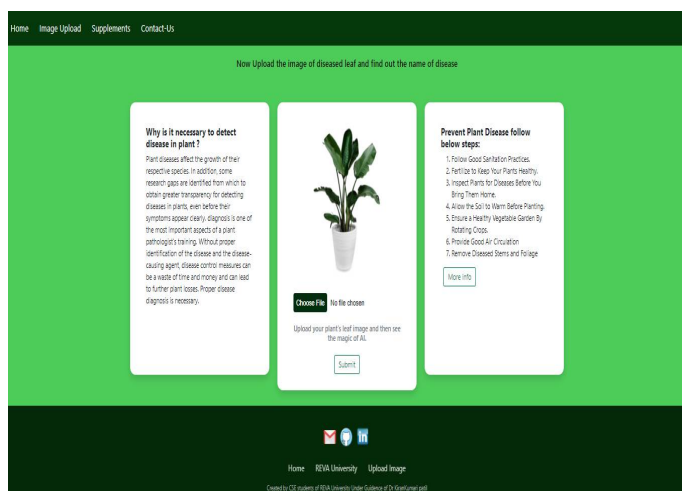 Home Image Upload Supplements Contact-Us
Now Upload the image of diseased leaf and find out the name of disease
Why is it necessary to detect
disease in plant ?
Plant diseases affect the growth of their
respective species. In addition, some
research gaps are identified from which to
obtain greater transparency for detecting
diseases in plants, even before their
symptoms appear clearly. diagnosis is one of
the most important aspects of a plant
pathologist's training. Without proper
identification of the disease and the disease-
causing agent, disease control measures can
be a waste of time and money and can lead
to further plant losses. Proper disease
diagnosis is necessary.
Choose File No file chosen
Upload your plant's leaf image and then see
the magic of AI.
Submit
Prevent Plant Disease follow
below steps:
1. Follow Good Sanitation Practices.
2. Fertilize to Keep Your Plants Healthy.
3. Inspect Plants for Diseases Before You
Bring Them Home.
4. Allow the Soil to Warm Before Planting.
5. Ensure a Healthy Vegetable Garden By
Rotating Crops.
6. Provide Good Air Circulation
7. Remove Diseased Stems and Foliage
More info
in
Home REVA University Upload Image
Created by CSE students of REVA University Under Guidance of Dr KiranKumari patil